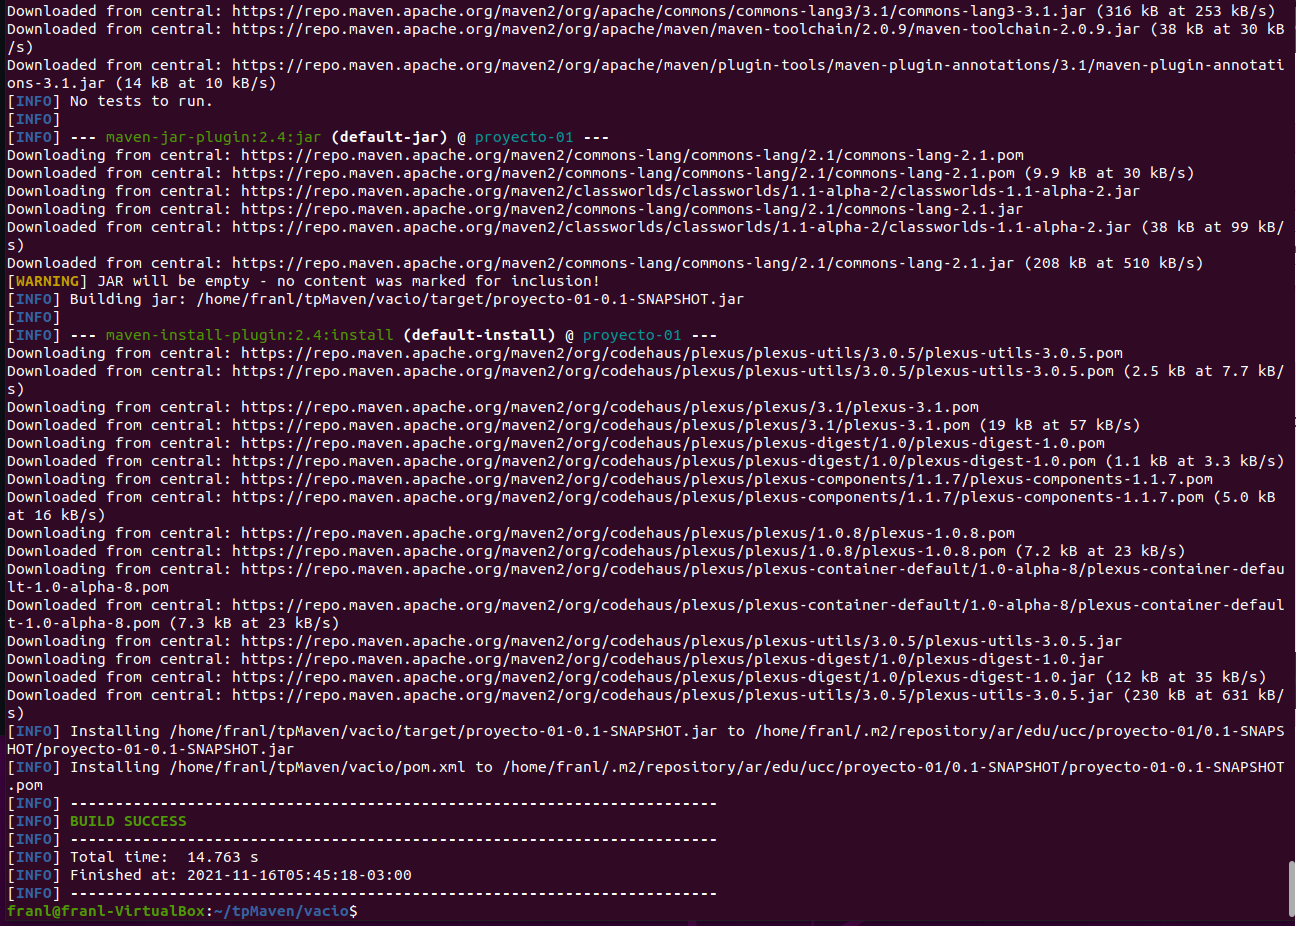 Downloaded from central: https://repo.maven.apache.org/maven2/org/apache/commons/commons-lang3/3.1/commons-lang3-3.1.jar (316 kB at 253 kB/s)
Downloaded from central: https://repo.maven.apache.org/maven2/org/apache/maven/maven-toolchain/2.0.9/maven-toolchain-2.0.9.jar (38 kB at 30 kB
/s)
Downloaded from central: https://repo.maven.apache.org/maven2/org/apache/maven/plugin-tools/maven-plugin-annotations/3.1/maven-plugin-annotati
ons-3.1.jar (14 kB at 10 kB/s)
[INFO] No tests to run.
[INFO]
[INFO] --- maven-jar-plugin:2.4:jar (default-jar) @ proyecto-01 ---
Downloading from central: https://repo.maven.apache.org/maven2/commons-lang/commons-lang/2.1/commons-lang-2.1.pom
Downloaded from central: https://repo.maven.apache.org/maven2/commons-lang/commons-lang/2.1/commons-lang-2.1.pom (9.9 kB at 30 kB/s)
Downloading from central: https://repo.maven.apache.org/maven2/classworlds/classworlds/1.1-alpha-2/classworlds-1.1-alpha-2.jar
Downloading from central: https://repo.maven.apache.org/maven2/commons-lang/commons-lang/2.1/commons-lang-2.1.jar
Downloaded from central: https://repo.maven.apache.org/maven2/classworlds/classworlds/1.1-alpha-2/classworlds-1.1-alpha-2.jar (38 kB at 99 kB/
s)
Downloaded from central: https://repo.maven.apache.org/maven2/commons-lang/commons-lang/2.1/commons-lang-2.1.jar (208 kB at 510 kB/s)
[WARNING] JAR will be empty - no content was marked for inclusion!
[INFO] Building jar: /home/franl/tpMaven/vacio/target/proyecto-01-0.1-SNAPSHOT.jar
[INFO]
[INFO] --- maven-install-plugin:2.4:install (default-install) @ proyecto-01 ---
Downloading from central: https://repo.maven.apache.org/maven2/org/codehaus/plexus/plexus-utils/3.0.5/plexus-utils-3.0.5.pom
Downloaded from central: https://repo.maven.apache.org/maven2/org/codehaus/plexus/plexus-utils/3.0.5/plexus-utils-3.0.5.pom (2.5 kB at 7.7 kB/
s)
Downloading from central: https://repo.maven.apache.org/maven2/org/codehaus/plexus/plexus/3.1/plexus-3.1.pom
Downloaded from central: https://repo.maven.apache.org/maven2/org/codehaus/plexus/plexus/3.1/plexus-3.1.pom (19 kB at 57 kB/s)
Downloading from central: https://repo.maven.apache.org/maven2/org/codehaus/plexus/plexus-digest/1.0/plexus-digest-1.0.pom
Downloaded from central: https://repo.maven.apache.org/maven2/org/codehaus/plexus/plexus-digest/1.0/plexus-digest-1.0.pom (1.1 kB at 3.3 kB/s)
Downloading from central: https://repo.maven.apache.org/maven2/org/codehaus/plexus/plexus-components/1.1.7/plexus-components-1.1.7.pom
Downloaded from central: https://repo.maven.apache.org/maven2/org/codehaus/plexus/plexus-components/1.1.7/plexus-components-1.1.7.pom (5.0 kB
at 16 kB/s)
Downloading from central: https://repo.maven.apache.org/maven2/org/codehaus/plexus/plexus/1.0.8/plexus-1.0.8.pom
Downloaded from central: https://repo.maven.apache.org/maven2/org/codehaus/plexus/plexus/1.0.8/plexus-1.0.8.pom (7.2 kB at 23 kB/s)
Downloading from central: https://repo.maven.apache.org/maven2/org/codehaus/plexus/plexus-container-default/1.0-alpha-8/plexus-container-defau
lt-1.0-alpha-8.pom
Downloaded from central: https://repo.maven.apache.org/maven2/org/codehaus/plexus/plexus-container-default/1.0-alpha-8/plexus-container-defaul
t-1.0-alpha-8.pom (7.3 kB at 23 kB/s)
Downloading from central: https://repo.maven.apache.org/maven2/org/codehaus/plexus/plexus-utils/3.0.5/plexus-utils-3.0.5.jar
Downloading from central: https://repo.maven.apache.org/maven2/org/codehaus/plexus/plexus-digest/1.0/plexus-digest-1.0.jar
Downloaded from central: https://repo.maven.apache.org/maven2/org/codehaus/plexus/plexus-digest/1.0/plexus-digest-1.0.jar (12 kB at 35 kB/s)
Downloaded from central: https://repo.maven.apache.org/maven2/org/codehaus/plexus/plexus-utils/3.0.5/plexus-utils-3.0.5.jar (230 kB at 631 kB/
s)
[INFO] Installing /home/franl/tpMaven/vacio/target/proyecto-01-0.1-SNAPSHOT.jar to /home/franl/.m2/repository/ar/edu/ucc/proyecto-01/0.1-SNAPS
HOT/proyecto-01-0.1-SNAPSHOT.jar
[INFO] Installing /home/franl/tpMaven/vacio/pom.xml to /home/franl/.m2/repository/ar/edu/ucc/proyecto-01/0.1-SNAPSHOT/proyecto-01-0.1-SNAPSHOT
.pom
[INFO] ------------------------------------------------------------------------
[INFO] BUILD SUCCESS
[INFO] ------------------------------------------------------------------------
[INFO] Total time:  14.763 s
[INFO] Finished at: 2021-11-16T05:45:18-03:00
[INFO] ------------------------------------------------------------------------
franl@franl-VirtualBox:~/tpMaven/vacio$